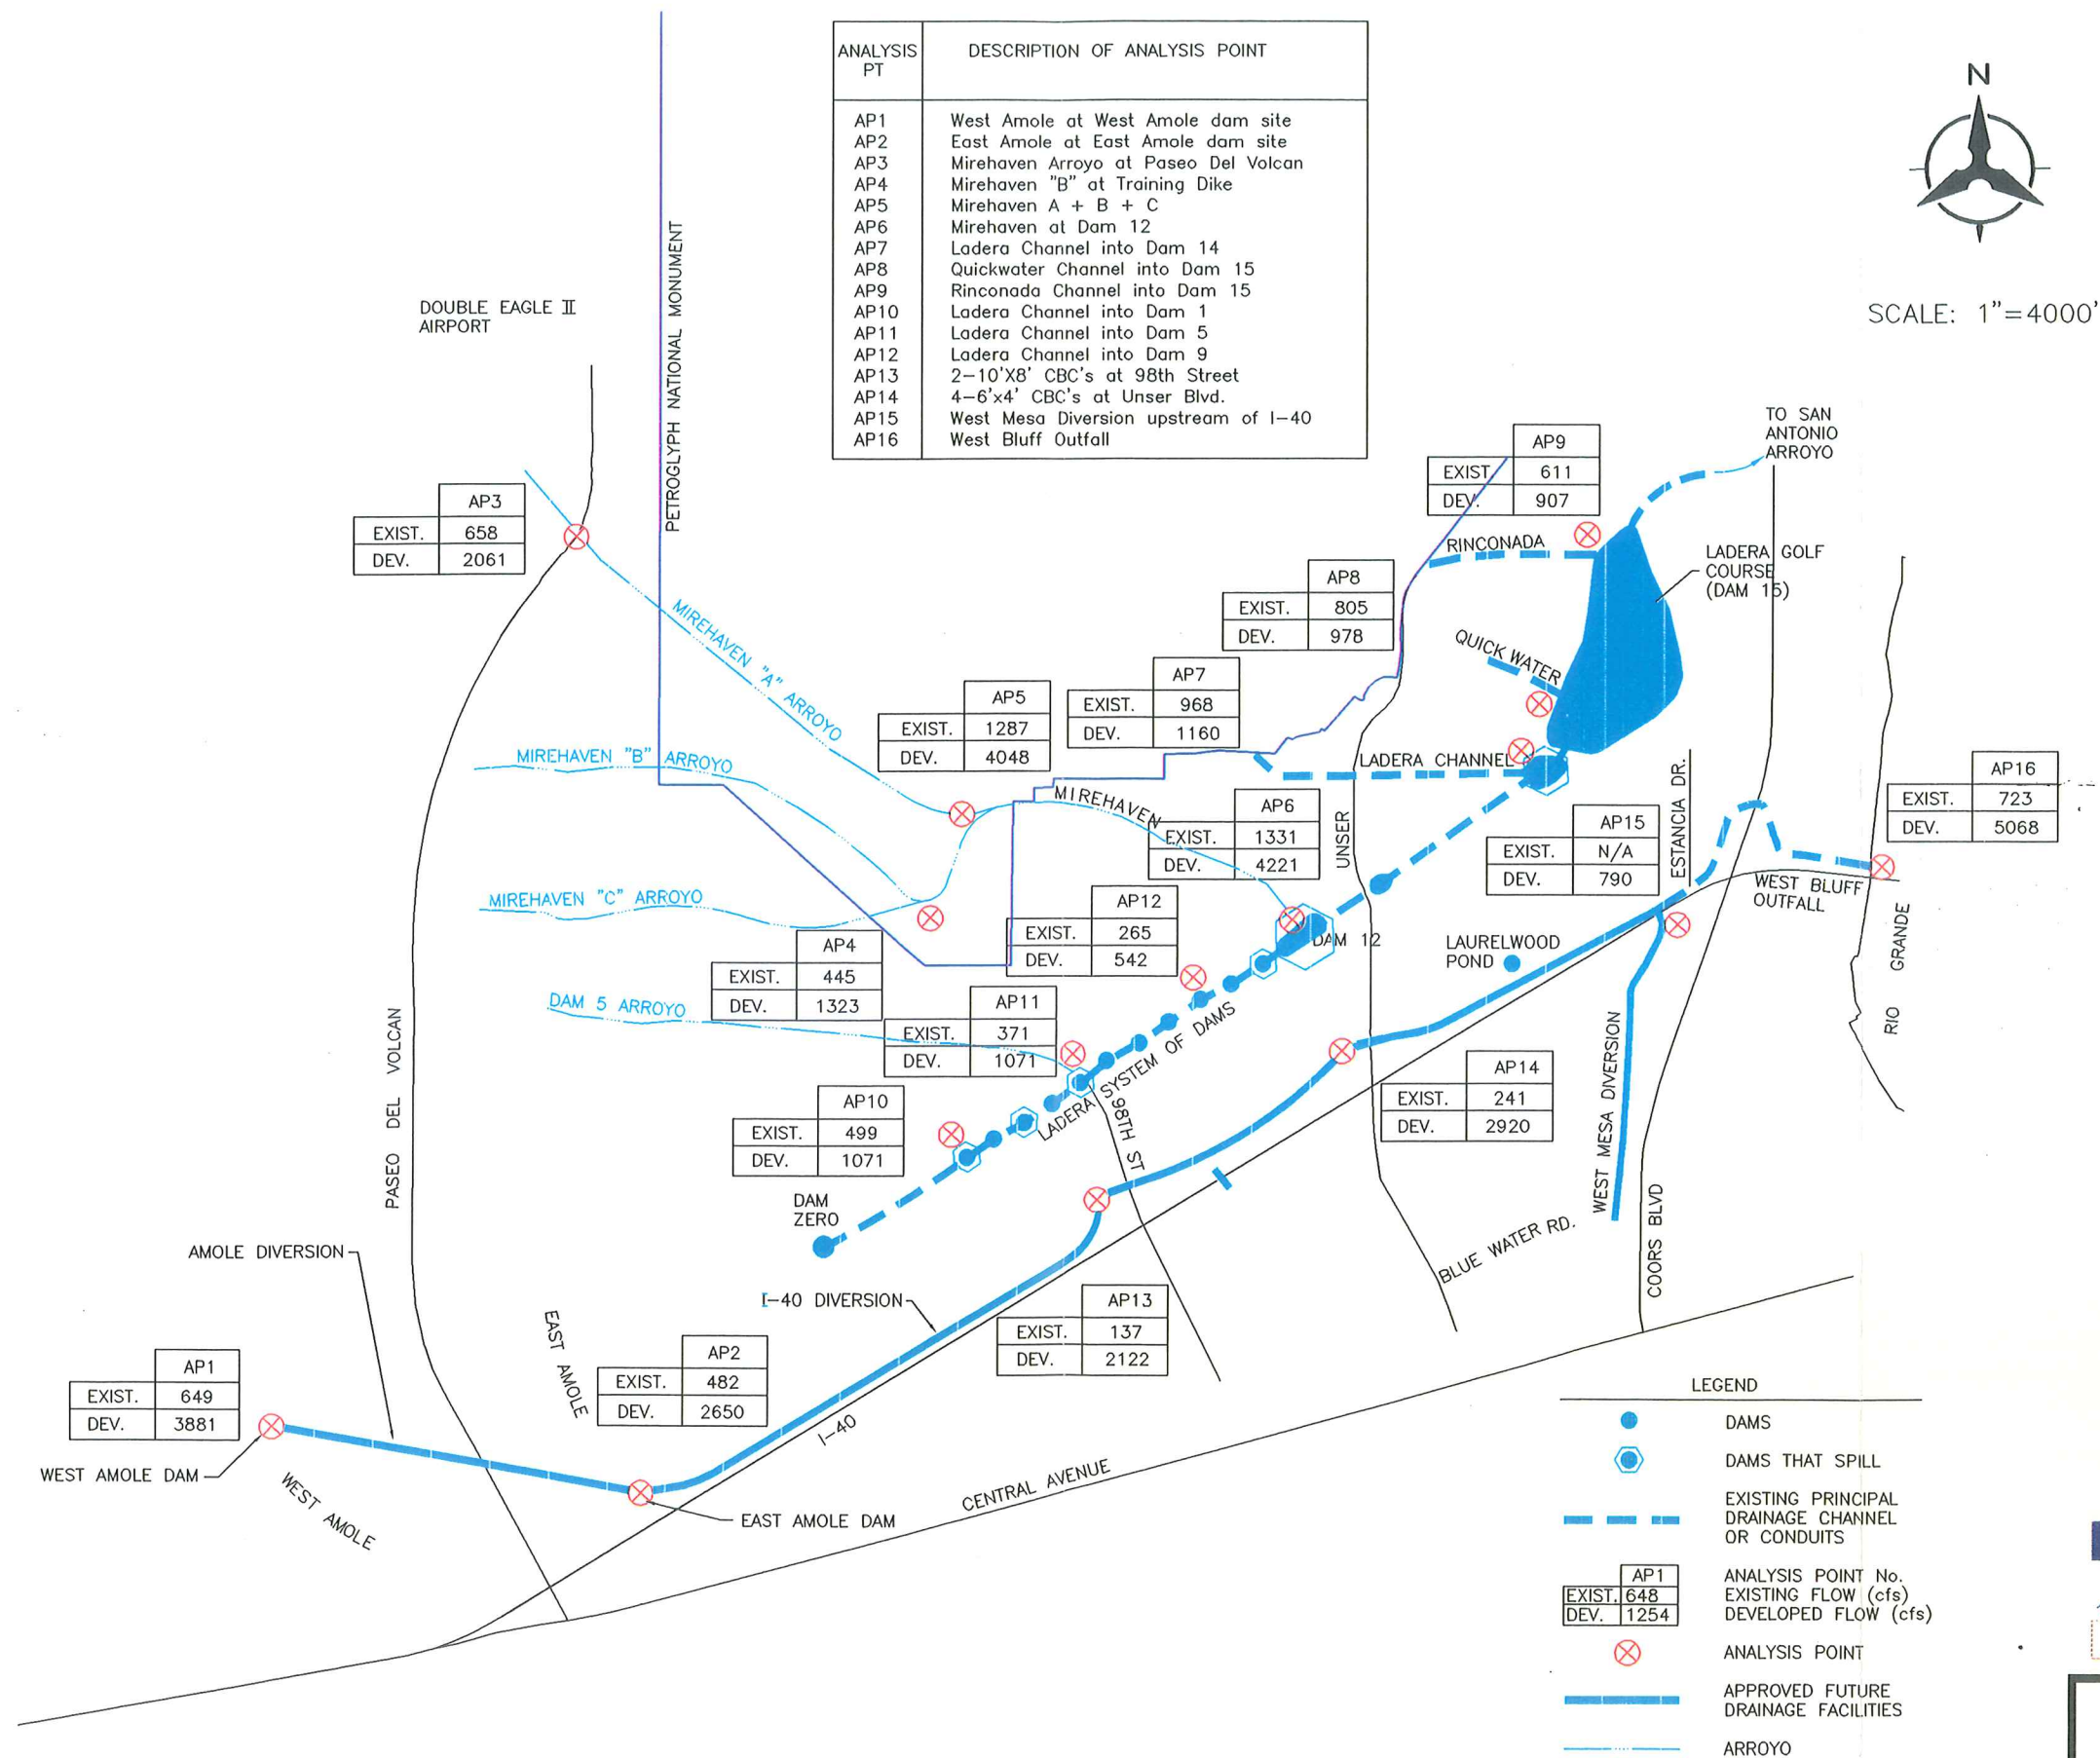 ANALYSIS PT DESCRIPTION OF ANALYSIS POINT
AP1 West Amole at West Amole dam site
AP2 East Amole at East Amole dam site
AP3 Mirehaven Arroyo at Paseo Del Volcan
AP4 Mirehaven "B" at Training Dike
AP5 Mirehaven A + B + C
AP6 Mirehaven at Dam 12
AP7 Ladera Channel into Dam 14
AP8 Quickwater Channel into Dam 15
AP9 Rinconada Channel into Dam 15
AP10 Ladera Channel into Dam 1
AP11 Ladera Channel into Dam 5
AP12 Ladera Channel into Dam 9
AP13 2-10'X8' CBC's at 98th Street
AP14 4-6'x4' CBC's at Unser Blvd.
AP15 West Mesa Diversion upstream of I-40
AP16 West Bluff Outfall
N
SCALE: 1"=4000'
DOUBLE EAGLE II
AIRPORT
PETROGLYPH NATIONAL MONUMENT
TO SAN
ANTONIO
ARROYO
AP9
EXIST. 611
DEV. 907
AP3
EXIST. 658
DEV. 2061
RINCONADA
LADERA GOLF
COURSE
(DAM 15)
AP8
EXIST. 805
DEV. 978
MIREHAVEN "A" ARROYO
QUICK WATER
AP7
EXIST. 968
DEV. 1160
AP5
EXIST. 1287
DEV. 4048
MIREHAVEN "B" ARROYO
LADERA CHANNEL
ESTANCIA DR.
AP16
EXIST. 723
DEV. 5068
MIREHAVEN
AP6
EXIST. 1331
DEV. 4221
UNSER
AP15
EXIST. N/A
DEV. 790
WEST BLUFF
OUTFALL
MIREHAVEN "C" ARROYO
AP12
EXIST. 265
DEV. 542
DAM 12
LAURELWOOD
POND
RIO GRANDE
AP4
EXIST. 445
DEV. 1323
DAM 5 ARROYO
AP11
EXIST. 371
DEV. 1071
LADERA SYSTEM OF DAMS
PASEO DEL VOLCAN
AP10
EXIST. 499
DEV. 1071
98TH ST
AP14
EXIST. 241
DEV. 2920
WEST MESA DIVERSION
COORS BLVD
DAM
ZERO
BLUE WATER RD.
AMOLE DIVERSION
I-40 DIVERSION
AP13
EXIST. 137
DEV. 2122
EAST AMOLE
AP2
EXIST. 482
DEV. 2650
AP1
EXIST. 649
DEV. 3881
I-40
WEST AMOLE DAM
WEST AMOLE
EAST AMOLE DAM
CENTRAL AVENUE
LEGEND
DAMS
DAMS THAT SPILL
EXISTING PRINCIPAL
DRAINAGE CHANNEL
OR CONDUITS
AP1
EXIST. 648
DEV. 1254
ANALYSIS POINT No.
EXISTING FLOW (cfs)
DEVELOPED FLOW (cfs)
ANALYSIS POINT
APPROVED FUTURE
DRAINAGE FACILITIES
ARROYO